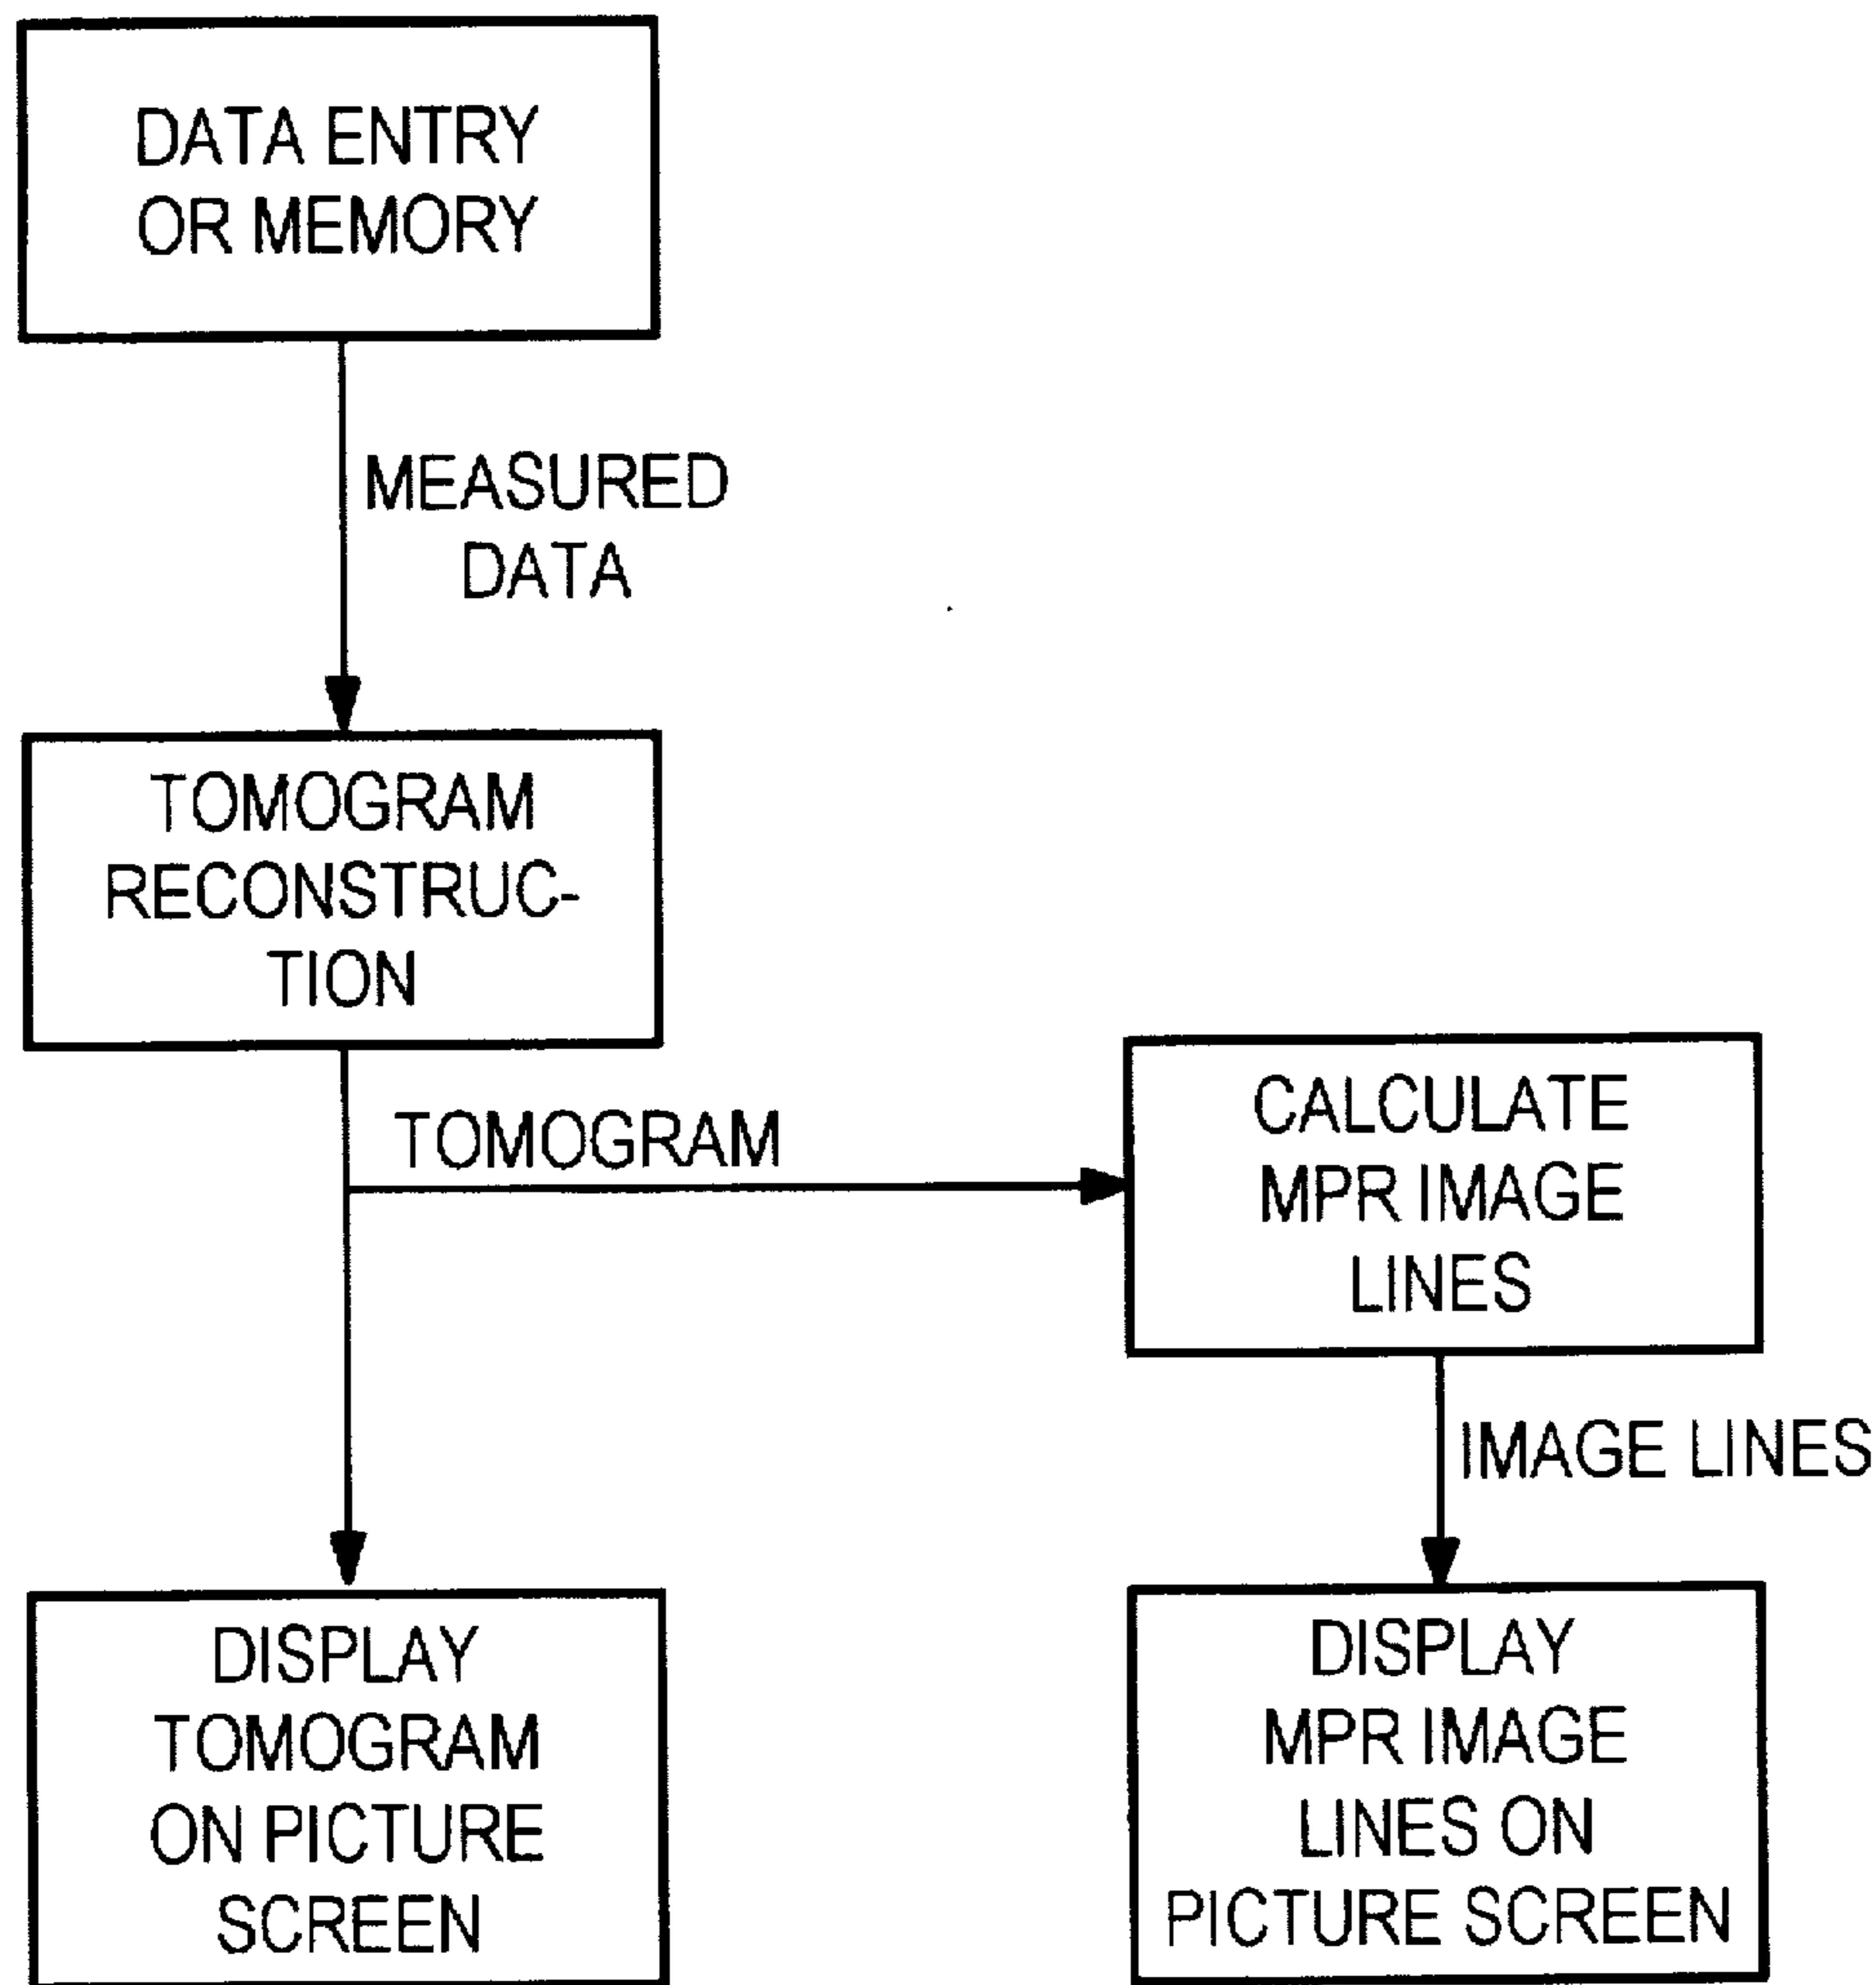 DATA ENTRY
OR MEMORY
MEASURED
DATA
TOMOGRAM
RECONSTRUC-
TION
TOMOGRAM
CALCULATE
MPR IMAGE
LINES
IMAGE LINES
DISPLAY
TOMOGRAM
ON PICTURE
SCREEN
DISPLAY
MPR IMAGE
LINES ON
PICTURE SCREEN